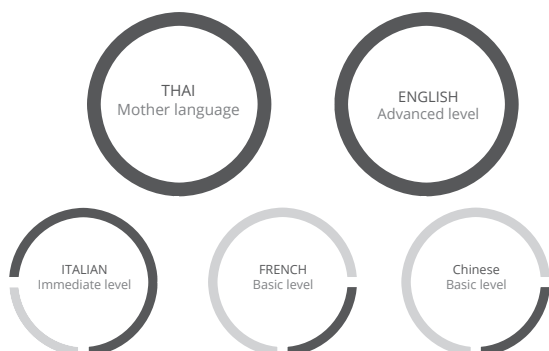 THAI
Mother language
ENGLISH
Advanced level
ITALIAN
Immediate level
FRENCH
Basic level
Chinese
Basic level